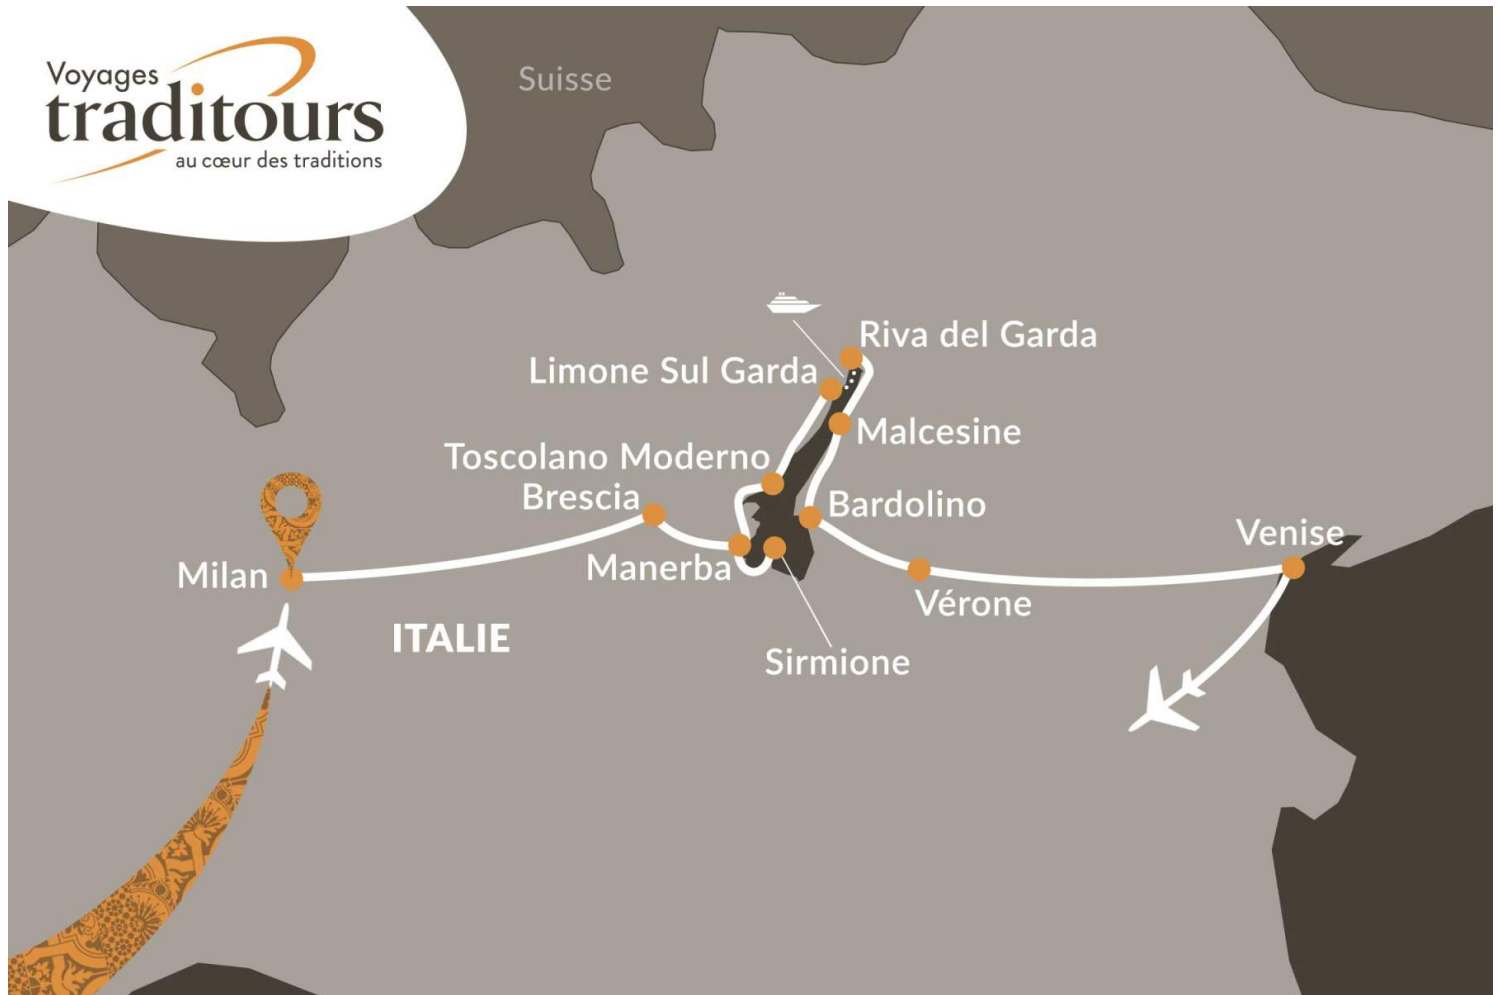 Voyages
traditours
au cœur des traditions
Suisse
Riva del Garda
Limone Sul Garda
Malcesine
Toscolano Moderno
Brescia
Bardolino
Venise
Manerba
Milan
Vérone
ITALIE
Sirmione